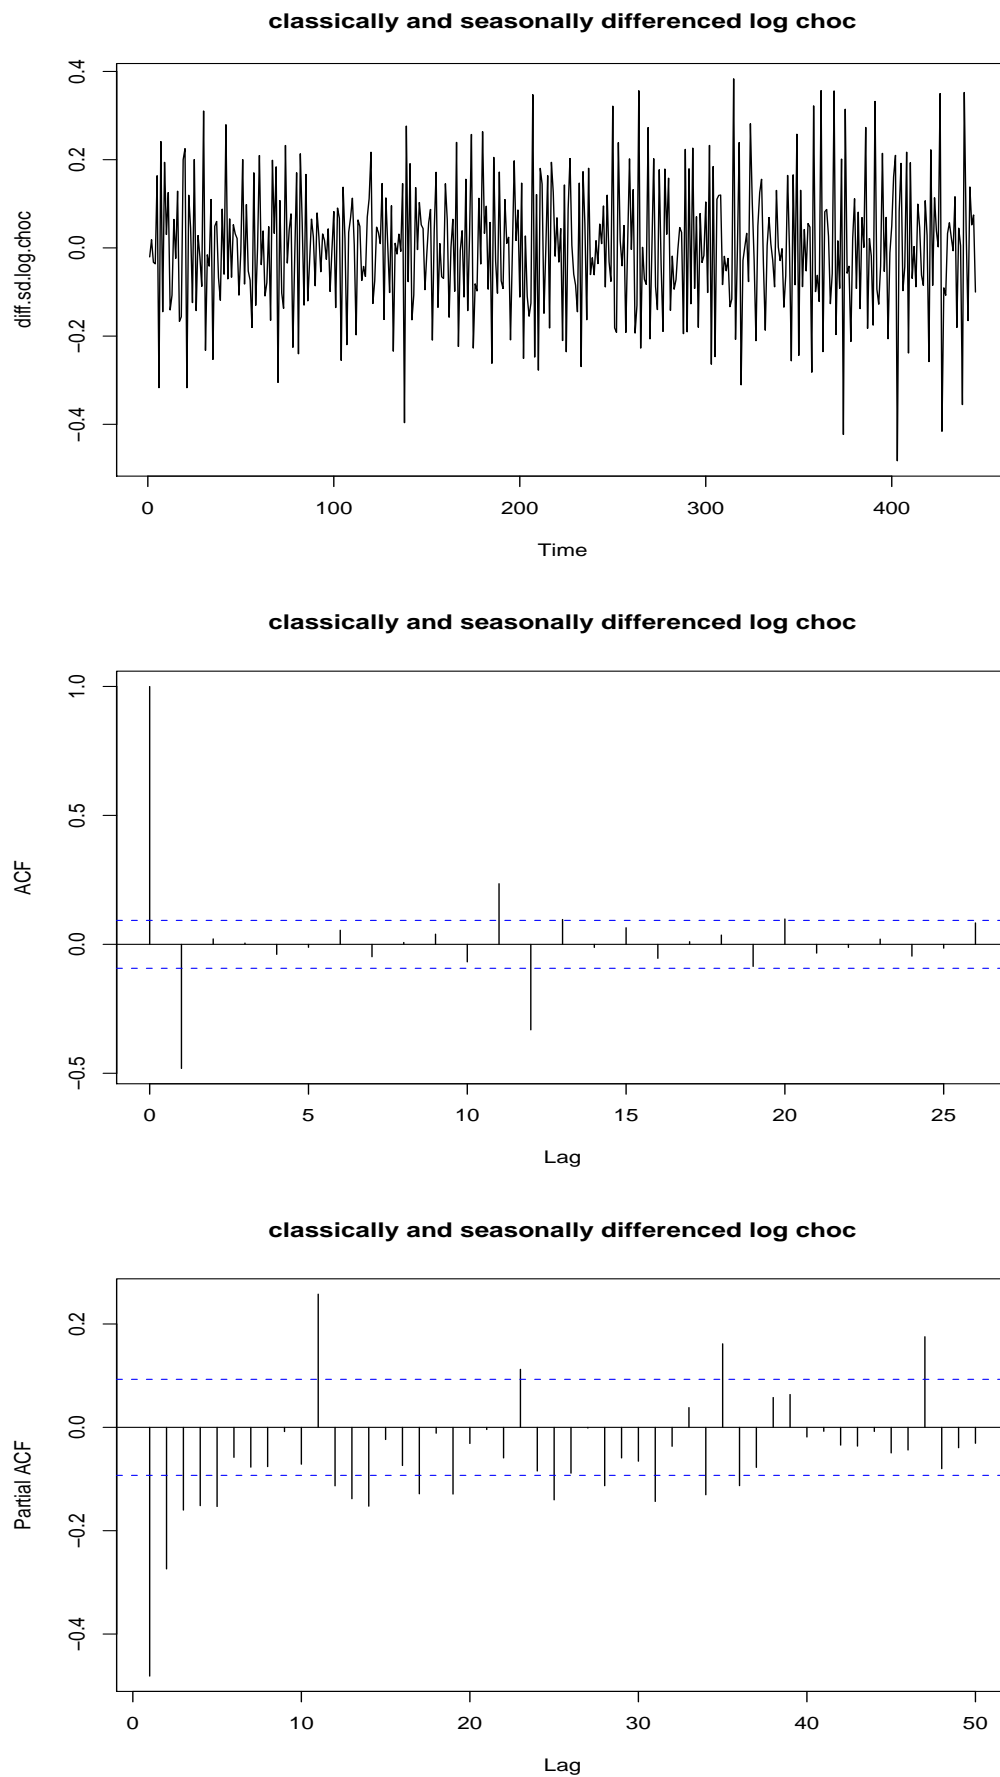 classically and seasonally differenced log choc
diff.sd.log.choc
0.4
0.2
0.0
−0.2
−0.4
0 100 200 300 400
Time
classically and seasonally differenced log choc
ACF
1.0
0.5
0.0
−0.5
0 5 10 15 20 25
Lag
classically and seasonally differenced log choc
Partial ACF
0.2
0.0
−0.2
−0.4
0 10 20 30 40 50
Lag